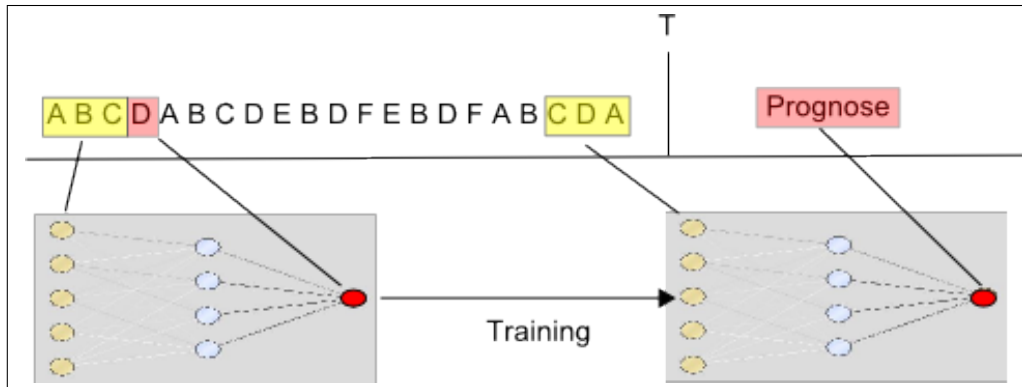 T
A B C D A B C D E B D F E B D F A B C D A
Prognose
Training